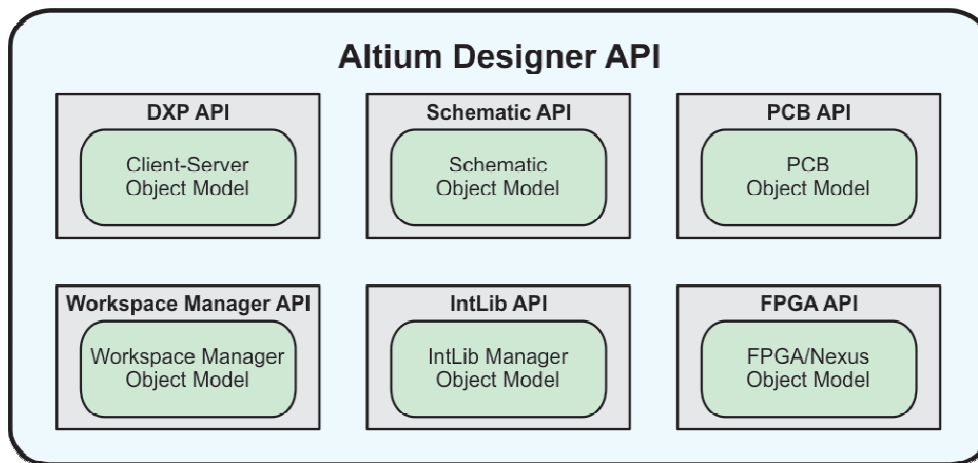 Altium Designer API
DXP API
Client-Server
Object Model
Schematic API
Schematic
Object Model
PCB API
PCB
Object Model
Workspace Manager API
Workspace Manager
Object Model
IntLib API
IntLib Manager
Object Model
FPGA API
FPGA/Nexus
Object Model